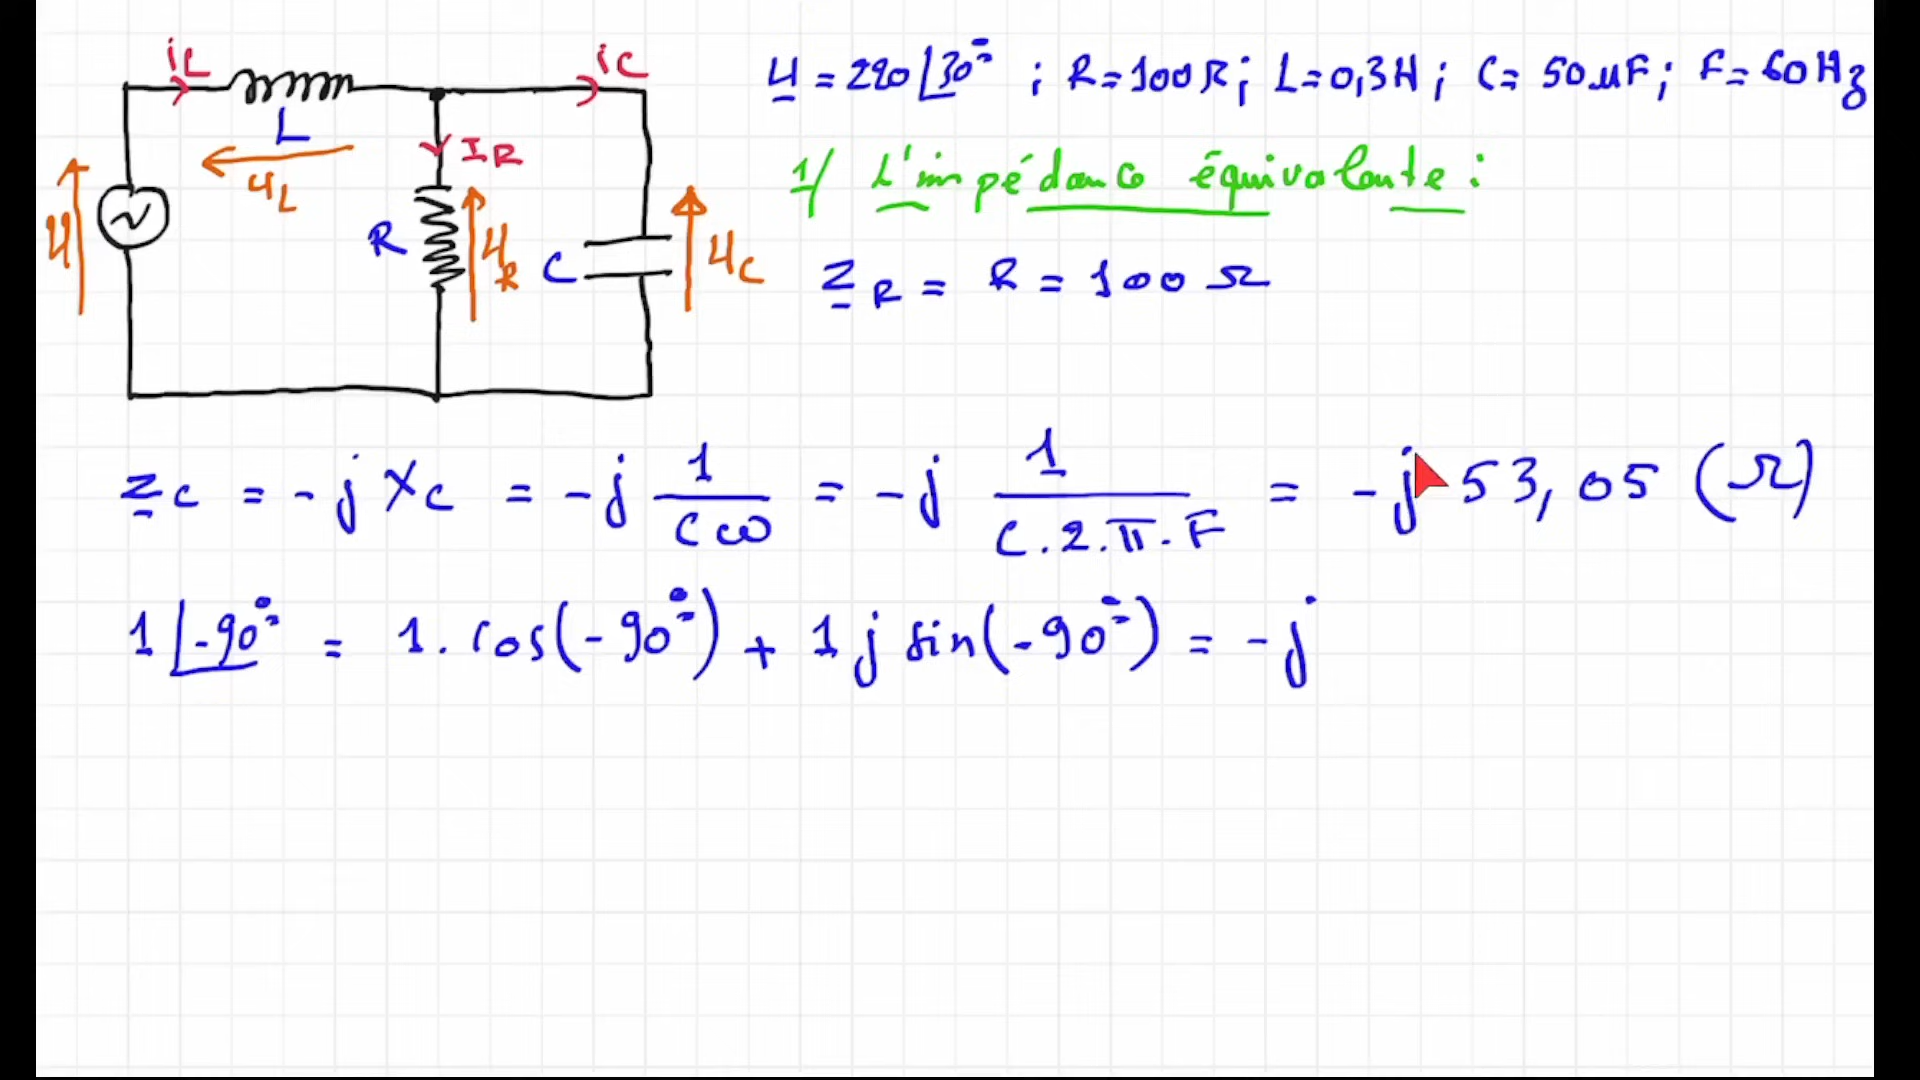 iL
iC
U = 220∠30° ; R=100Ω ; L=0,3H ; C= 50µF ; F=60Hz
L
IR
UL
1/ L'impédance équivalente :
U
R
UR
C
UC
ZR = R = 100 Ω
ZC = -j XC = -j 1/(Cω) = -j 1/(C.2.π.F) = -j 53,05 (Ω)
1∠-90° = 1. cos(-90°) + 1 j sin(-90°) = -j